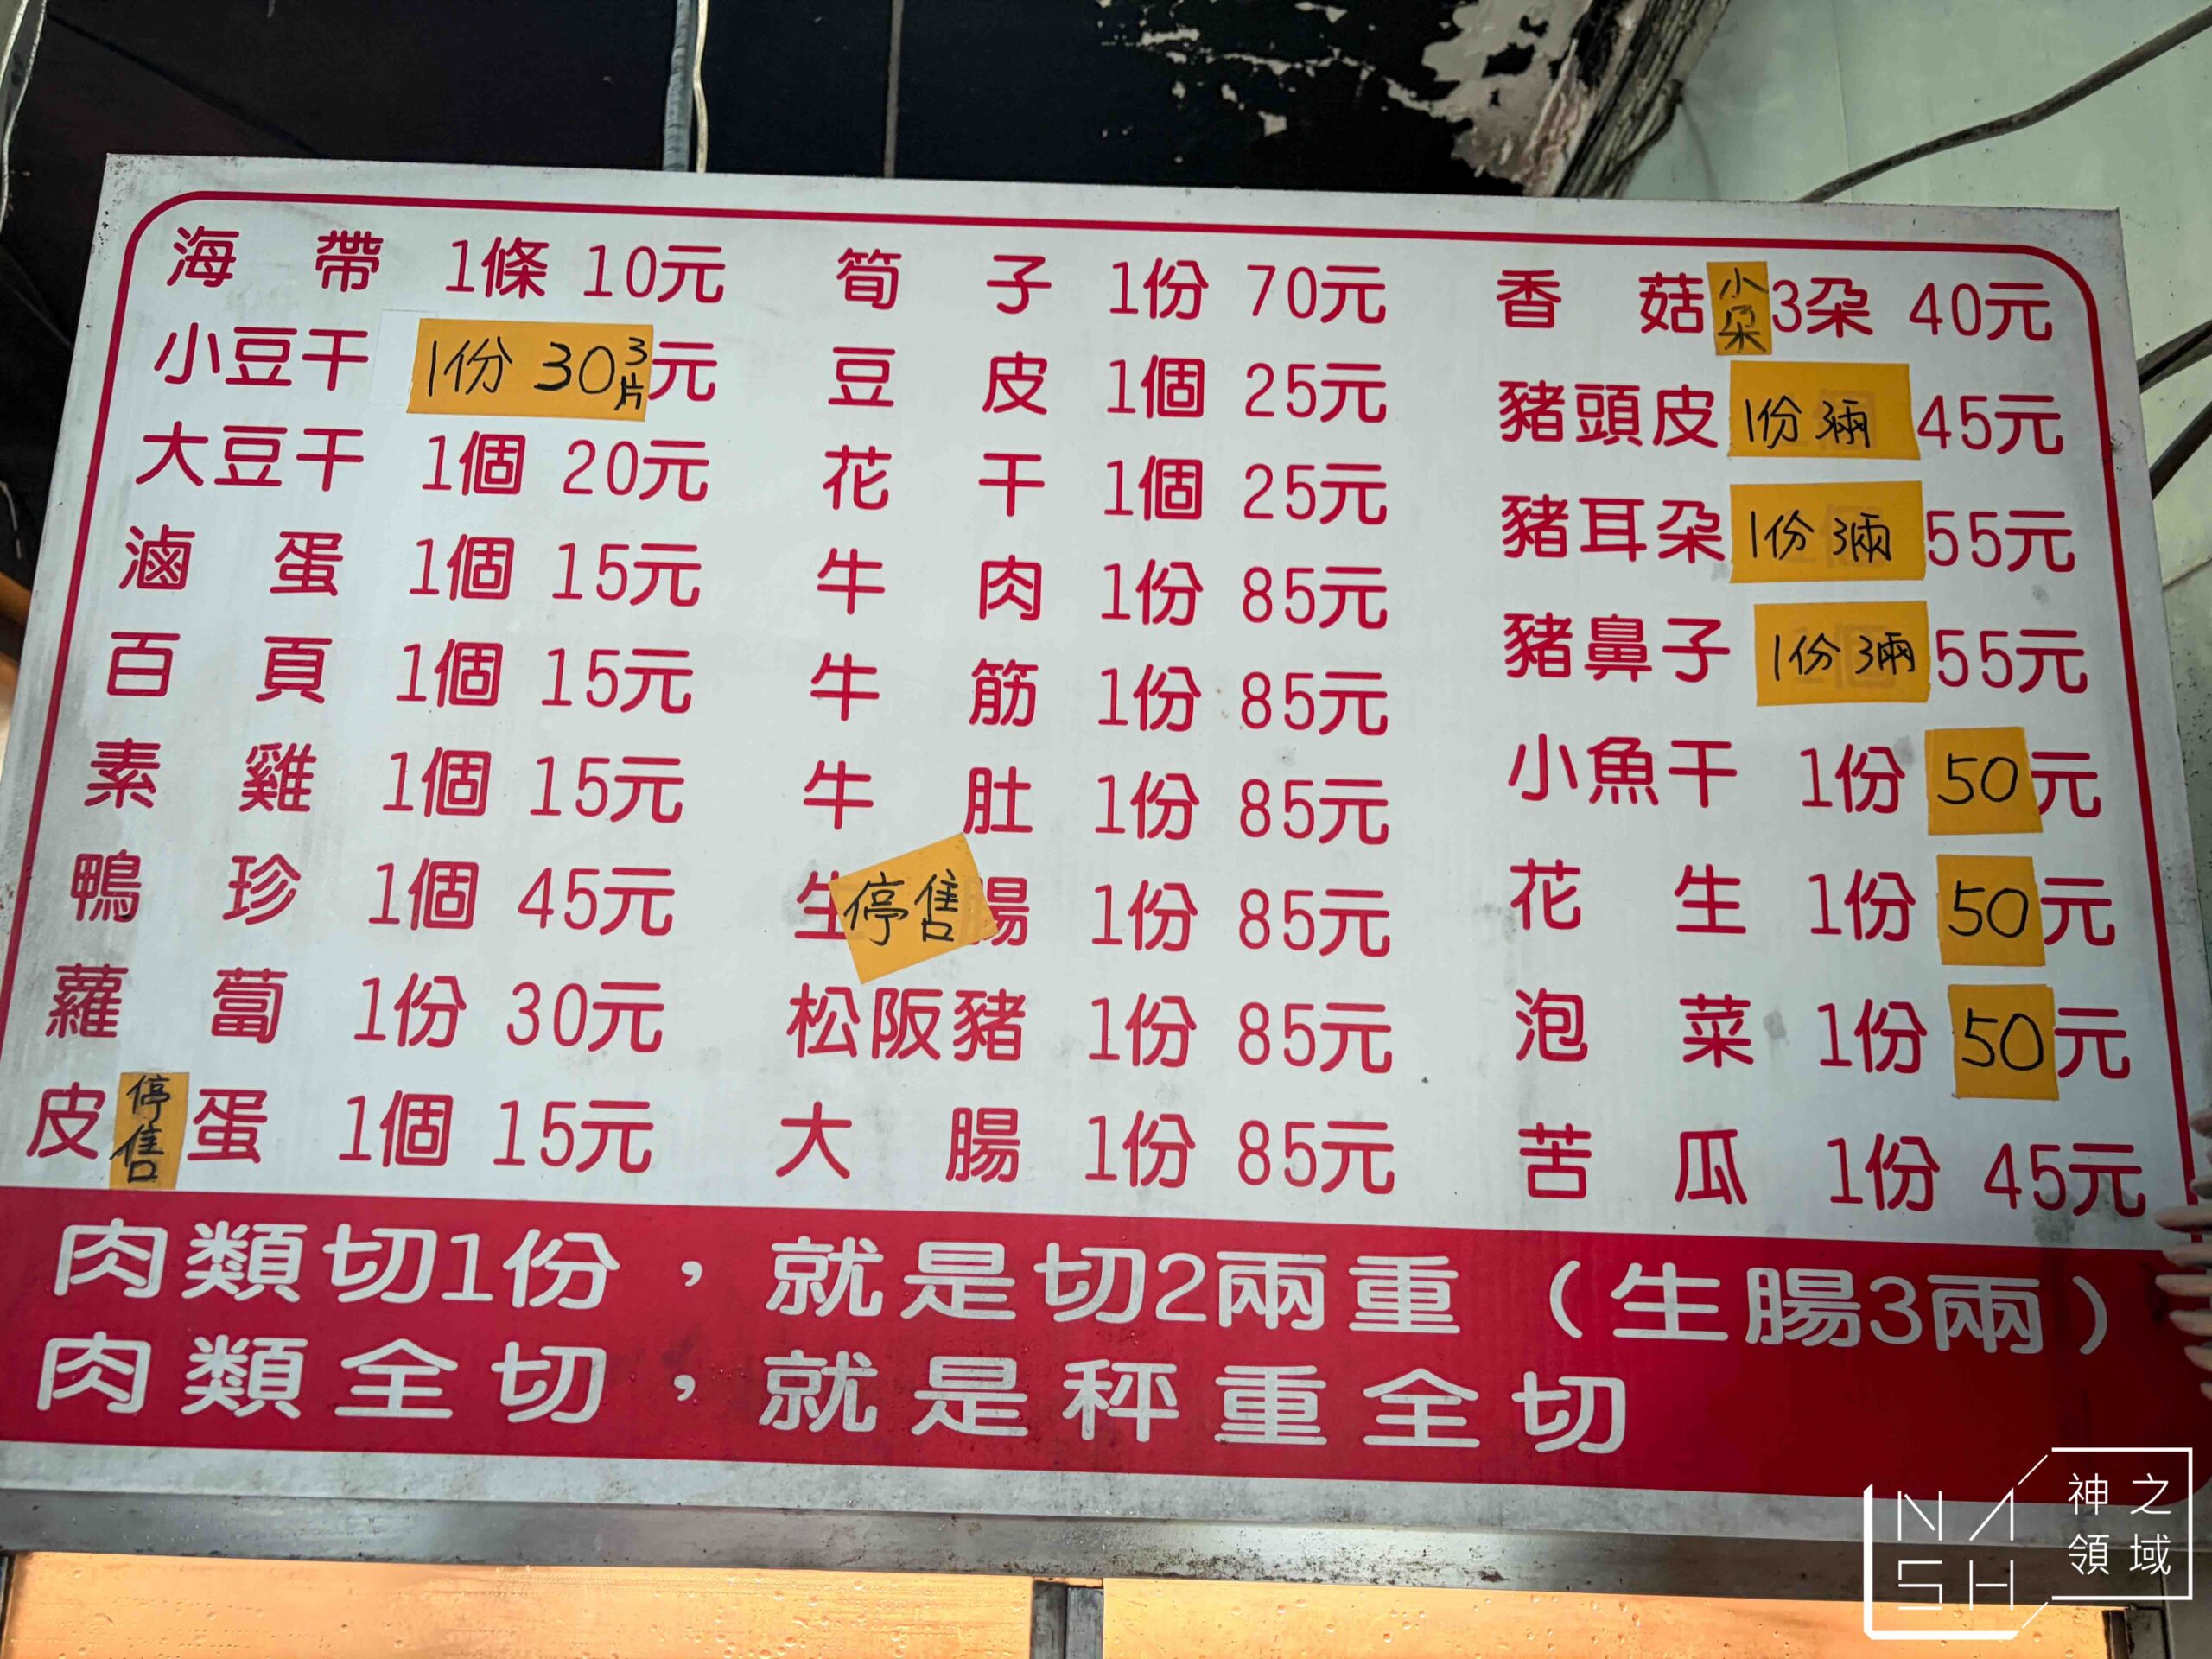 海帶 1條 10元
小豆干 1份 30 3片 元
大豆干 1個 20元
滷蛋 1個 15元
百頁 1個 15元
素雞 1個 15元
鴨珍 1個 45元
蘿蔔 1份 30元
皮蛋 停售 1個 15元
筍子 1份 70元
豆皮 1個 25元
花干 1個 25元
牛肉 1份 85元
牛筋 1份 85元
牛肚 1份 85元
生腸 停售 1份 85元
松阪豬 1份 85元
大腸 1份 85元
香菇 小朵 3朵 40元
豬頭皮 1份 3兩 45元
豬耳朵 1份 3兩 55元
豬鼻子 1份 3兩 55元
小魚干 1份 50元
花生 1份 50元
泡菜 1份 50元
苦瓜 1份 45元
肉類切1份，就是切2兩重（生腸3兩）
肉類全切，就是秤重全切
NASH
神之領域